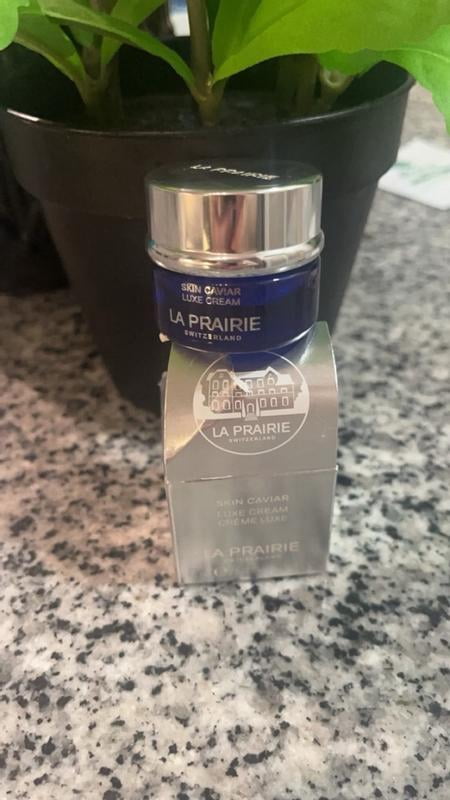 LA PRAIRIE
SKIN CAVIAR
LUXE CREAM
LA PRAIRIE
SWITZERLAND
LA PRAIRIE
SWITZERLAND
SKIN CAVIAR
LUXE CREAM
CRÈME LUXE
LA PRAIRIE